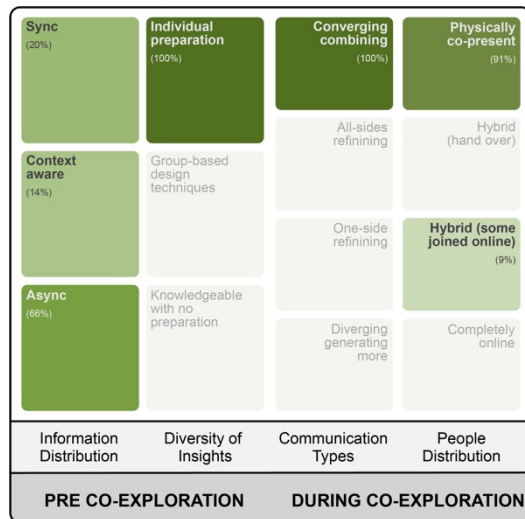 Sync
(20%)
Context
aware
(14%)
Async
(66%)
Individual
preparation
(100%)
Group-based
design
techniques
Knowledgeable
with no
preparation
Converging
combining
(100%)
All-sides
refinining
One-side
refinining
Diverging
generating
more
Physically
co-present
(91%)
Hybrid
(hand over)
Hybrid (some
joined online)
(9%)
Completely
online
Information
Distribution
Diversity of
Insights
Communication
Types
People
Distribution
PRE CO-EXPLORATION
DURING CO-EXPLORATION